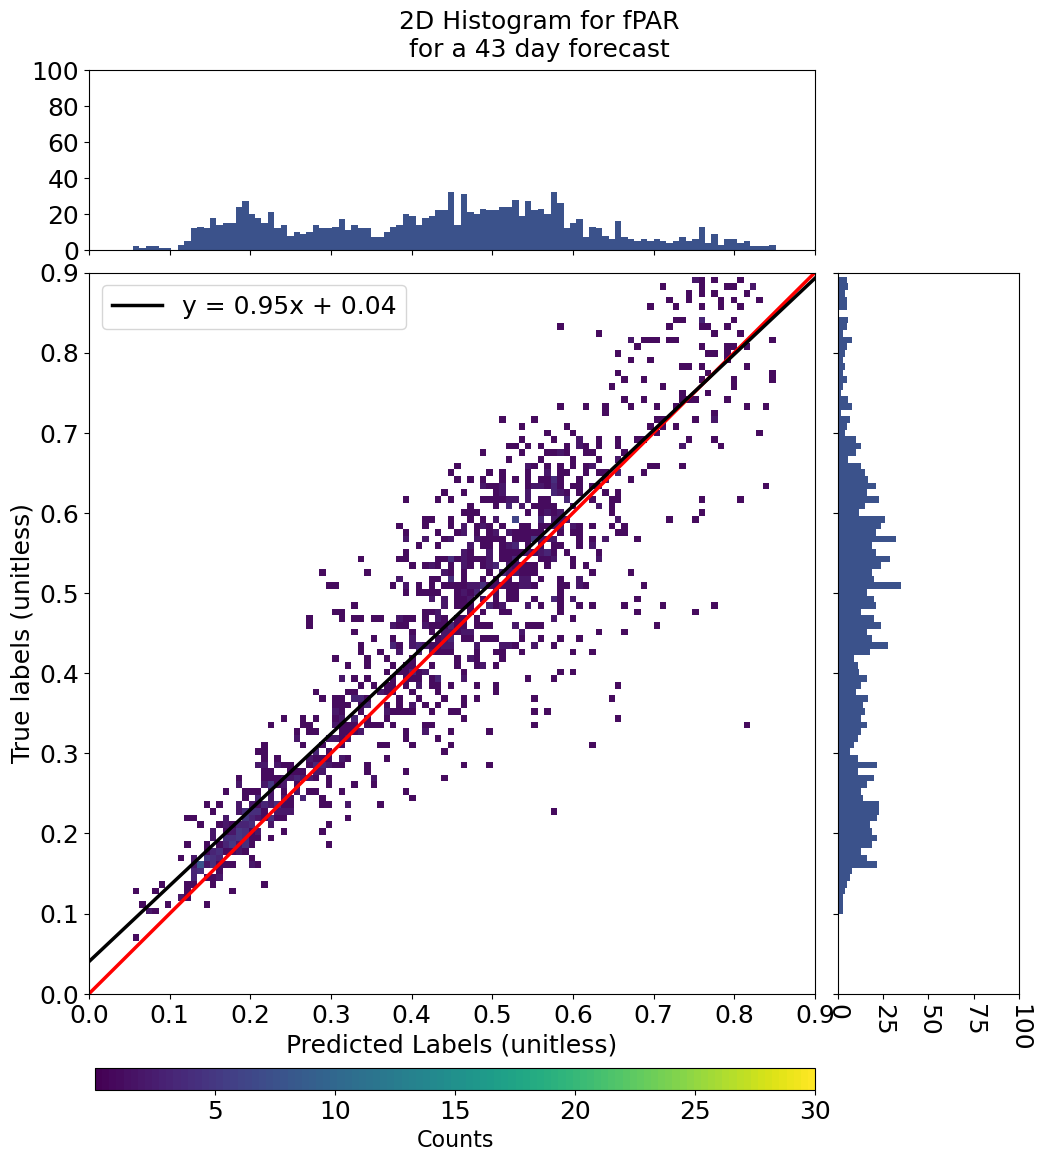 2D Histogram for fPAR
for a 43 day forecast
100
80
60
40
20
0
0.9
0.8
0.7
0.6
0.5
0.4
0.3
0.2
0.1
0.0
True labels (unitless)
y = 0.95x + 0.04
0.0 0.1 0.2 0.3 0.4 0.5 0.6 0.7 0.8 0.9
Predicted Labels (unitless)
0 25 50 75 100
5 10 15 20 25 30
Counts